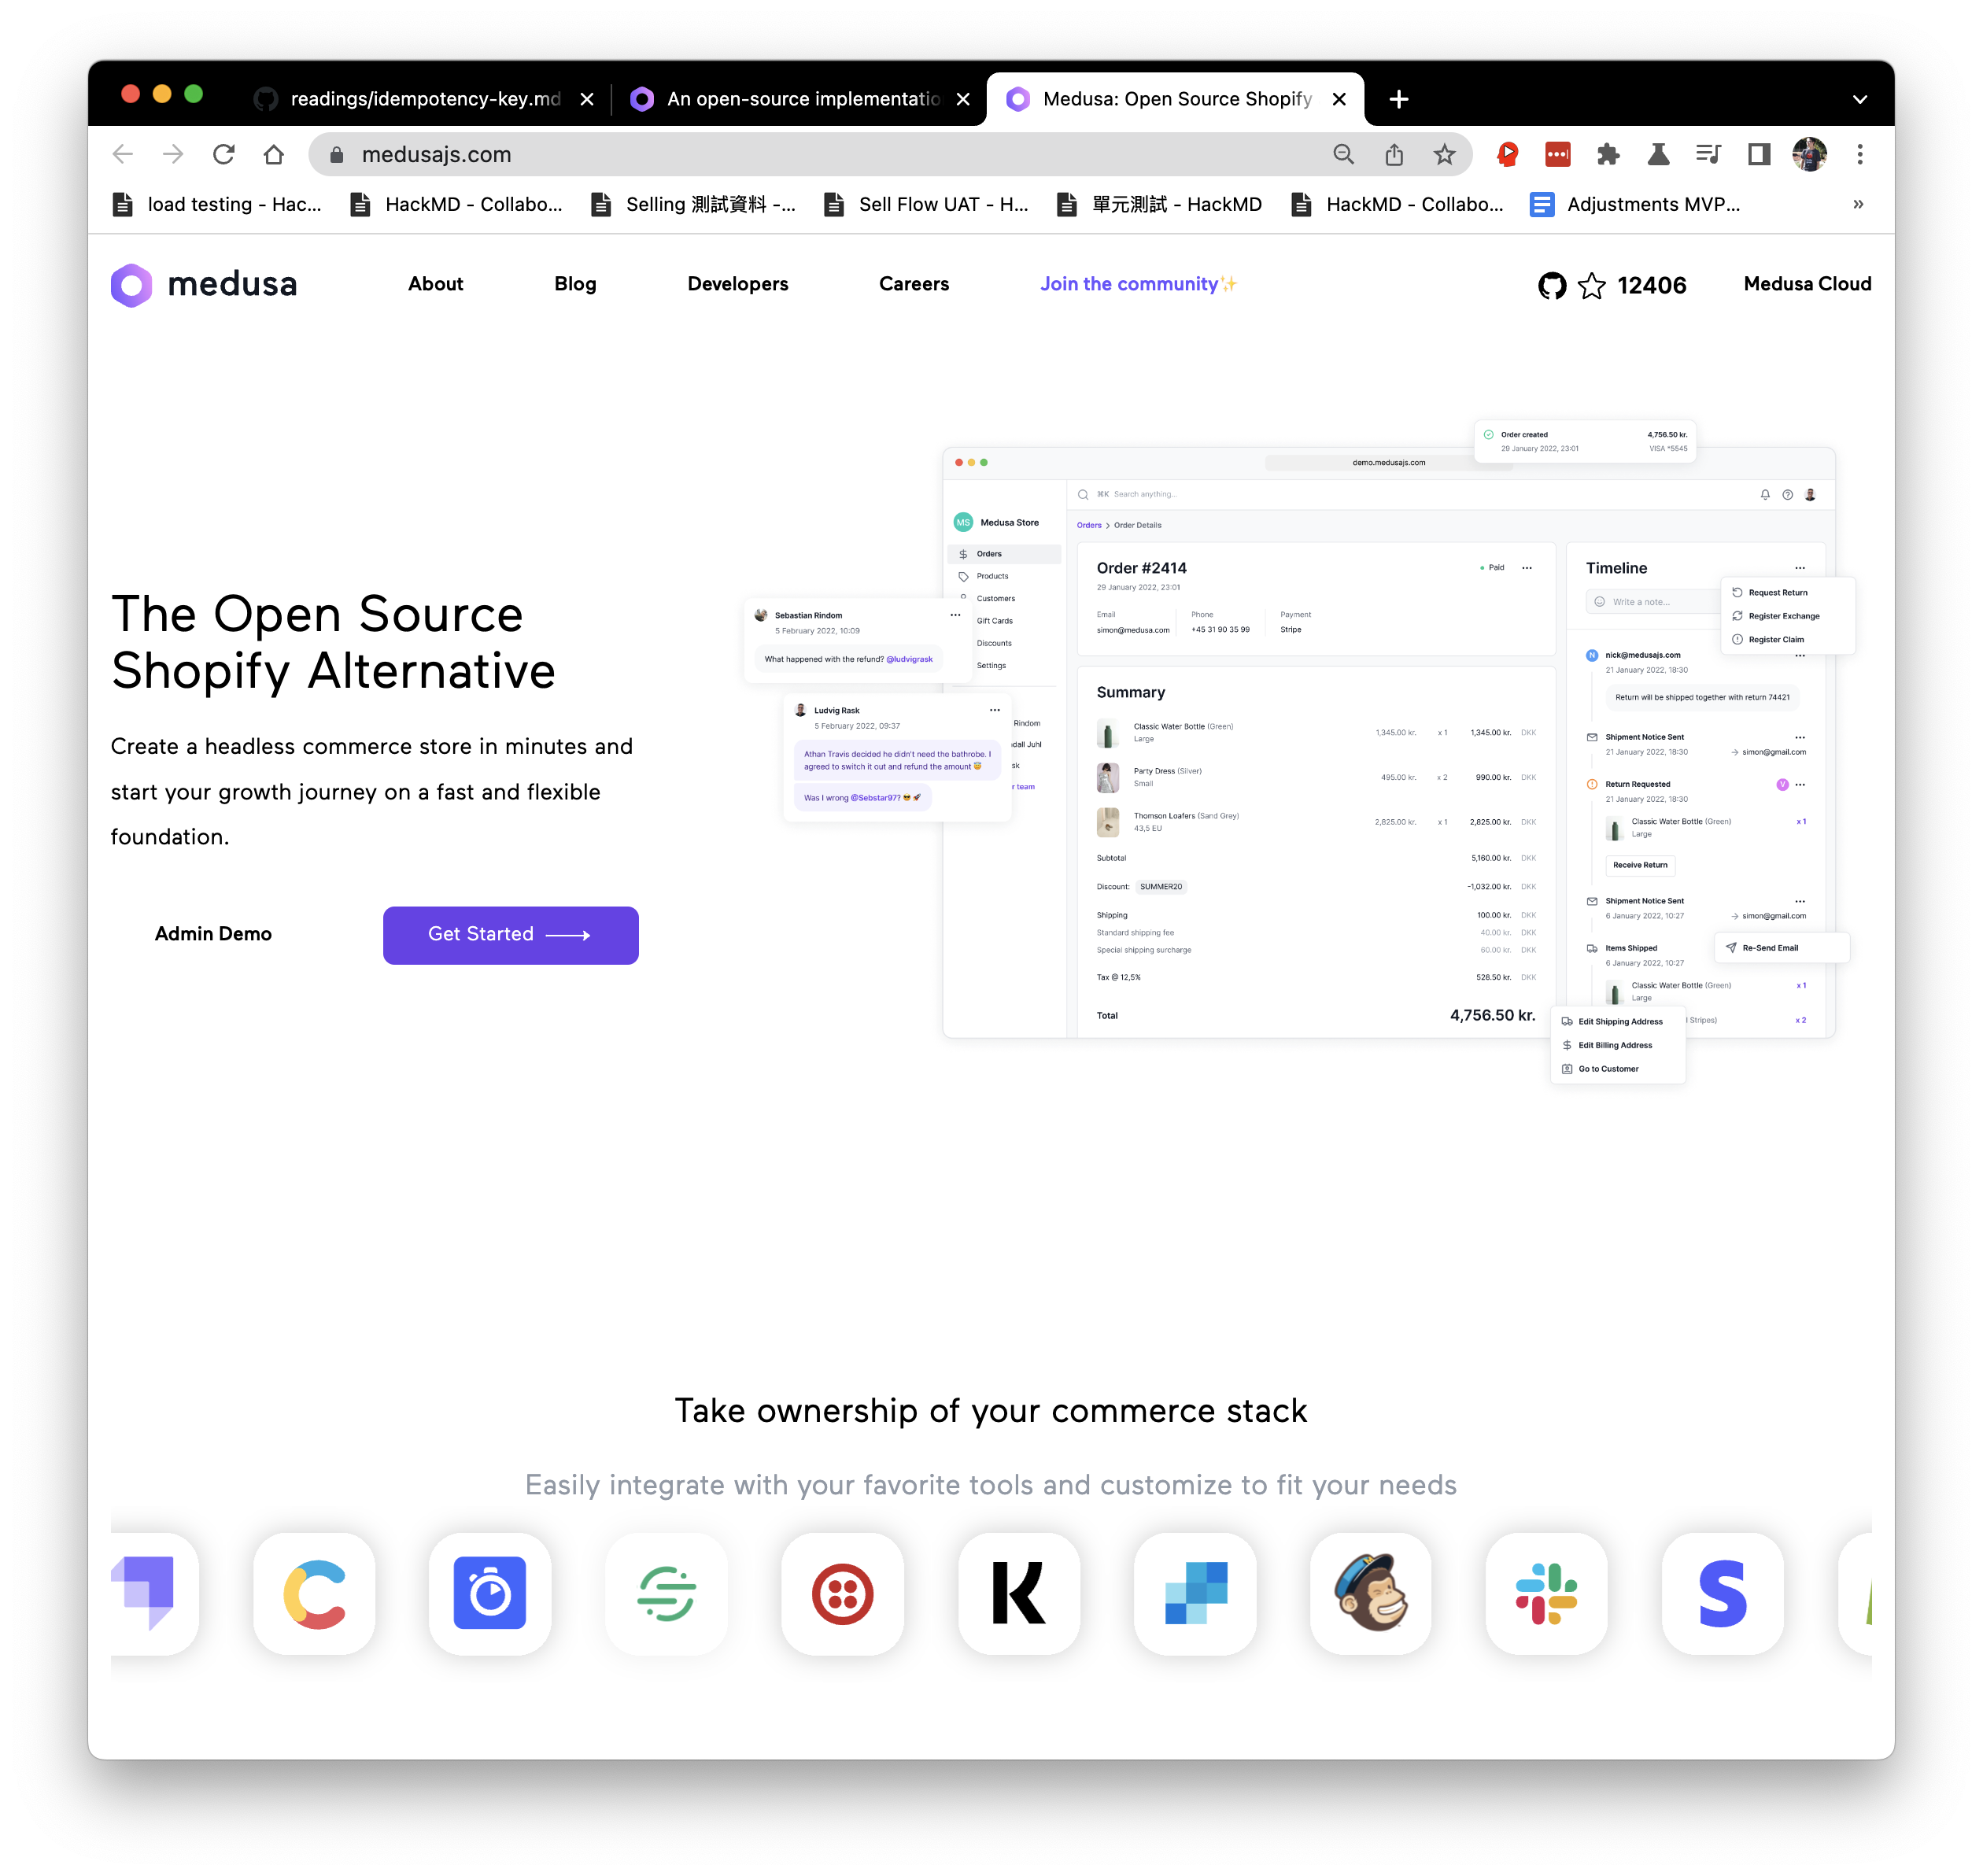 readings/idempotency-key.md
An open-source implementatio
Medusa: Open Source Shopify
medusajs.com
load testing - Hac...
HackMD - Collabo...
Selling 測試資料 -...
Sell Flow UAT - H...
單元測試 - HackMD
HackMD - Collabo...
Adjustments MVP...
»
medusa
About
Blog
Developers
Careers
Join the community✨
12406
Medusa Cloud
The Open Source
Shopify Alternative
Create a headless commerce store in minutes and
start your growth journey on a fast and flexible
foundation.
Admin Demo
Get Started
Order created 4,756.50 kr.
29 January 2022, 23:01 VISA *5545
demo.medusajs.com
⌘K Search anything...
MS Medusa Store
Orders
Products
Customers
Gift Cards
Discounts
Settings
Rindom
dall Juhl
sk
r team
Sebastian Rindom
5 February 2022, 10:09
What happened with the refund? @ludvigrask
Ludvig Rask
5 February 2022, 09:37
Athan Travis decided he didn't need the bathrobe. I
agreed to switch it out and refund the amount 😇
Was I wrong @Sebstar97? 😎 🚀
Orders > Order Details
Order #2414
Paid
29 January 2022, 23:01
Email Phone Payment
simon@medusa.com +45 31 90 35 99 Stripe
Summary
Classic Water Bottle (Green)
Large
1,345.00 kr. x 1 1,345.00 kr. DKK
Party Dress (Silver)
Small
495.00 kr. x 2 990.00 kr. DKK
Thomson Loafers (Sand Grey)
43,5 EU
2,825.00 kr. x 1 2,825.00 kr. DKK
Subtotal 5,160.00 kr. DKK
Discount: SUMMER20 -1,032.00 kr. DKK
Shipping 100.00 kr. DKK
Standard shipping fee 40.00 kr. DKK
Special shipping surcharge 60.00 kr. DKK
Tax @ 12,5% 528.50 kr. DKK
Total 4,756.50 kr.
Timeline
Write a note...
Request Return
Register Exchange
Register Claim
N nick@medusajs.com
21 January 2022, 18:30
Return will be shipped together with return 74421
Shipment Notice Sent
21 January 2022, 18:30 → simon@gmail.com
Return Requested V
21 January 2022, 18:30
Classic Water Bottle (Green) x 1
Large
Receive Return
Shipment Notice Sent
6 January 2022, 10:27 → simon@gmail.com
Items Shipped
6 January 2022, 10:27
Re-Send Email
Classic Water Bottle (Green) x 1
Large
Stripes) x 2
Edit Shipping Address
Edit Billing Address
Go to Customer
Take ownership of your commerce stack
Easily integrate with your favorite tools and customize to fit your needs